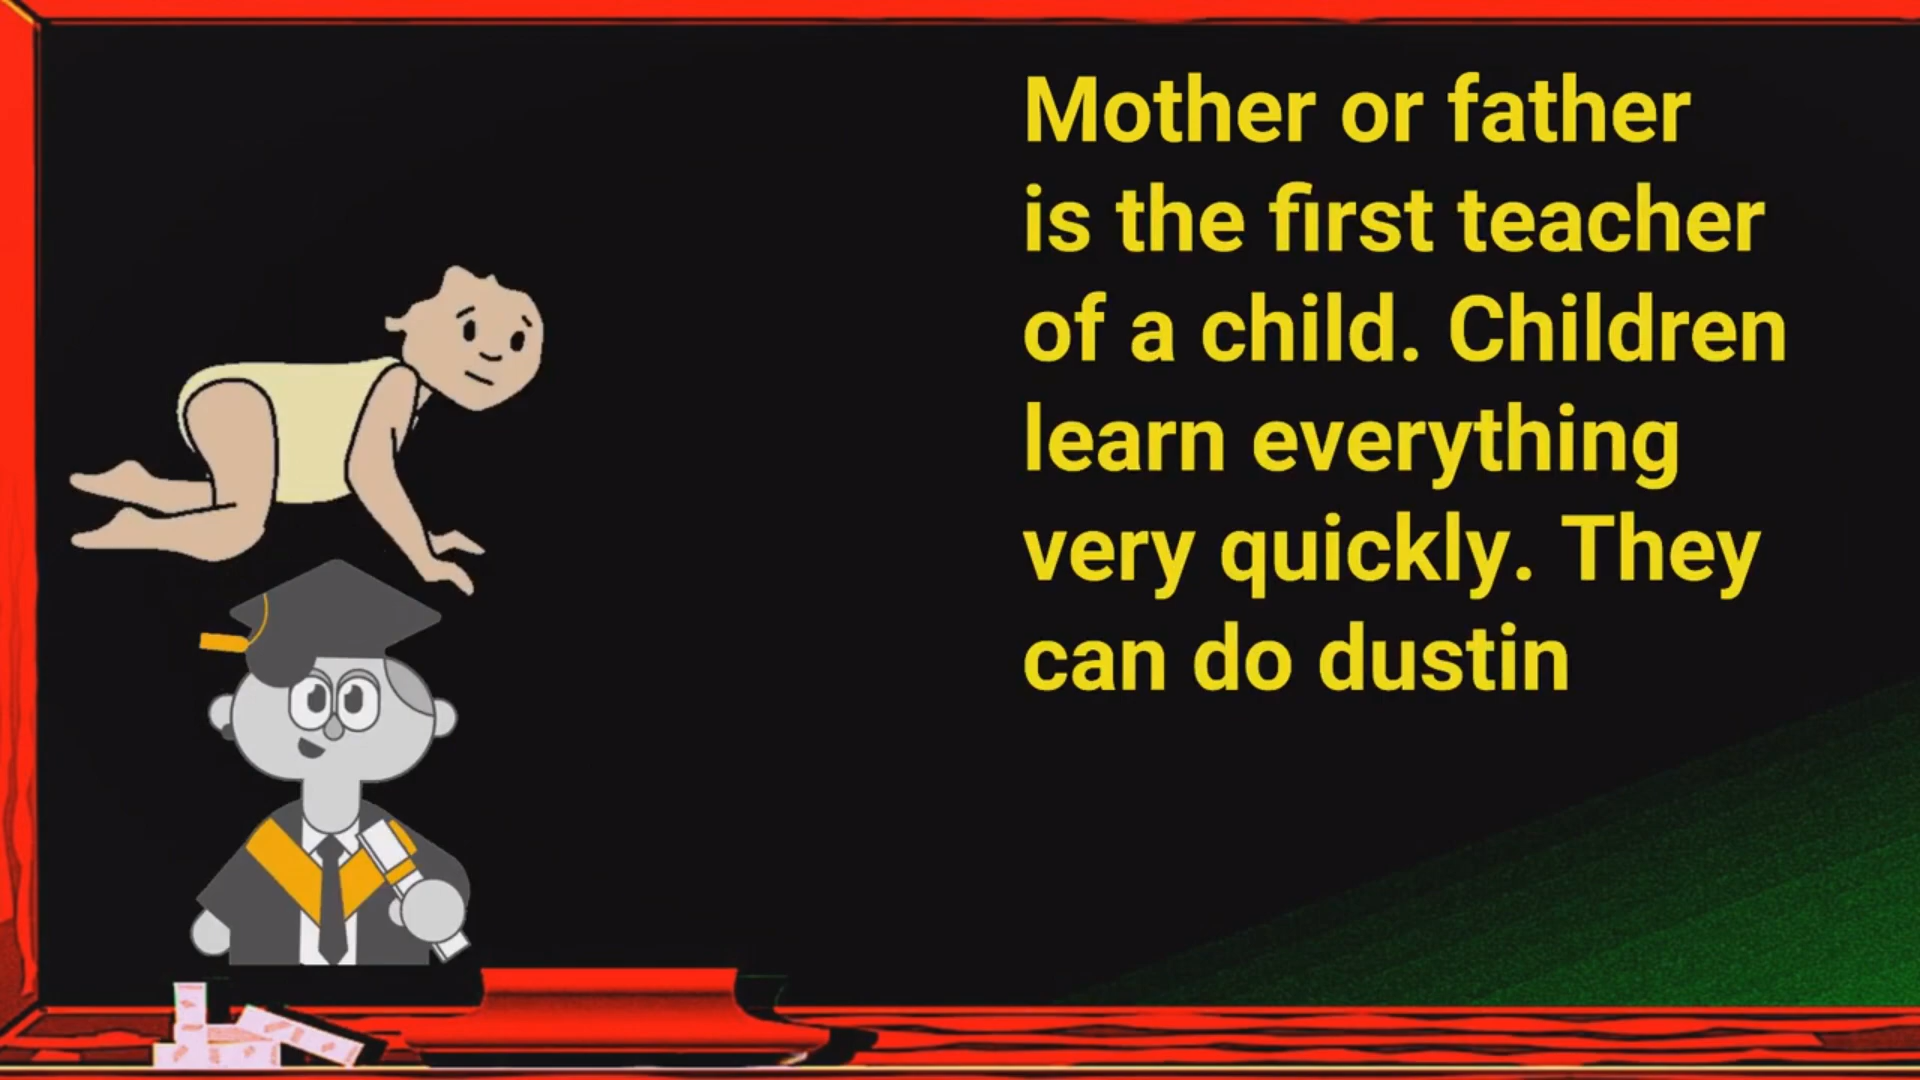 Mother or father
is the first teacher
of a child. Children
learn everything
very quickly. They
can do dustin